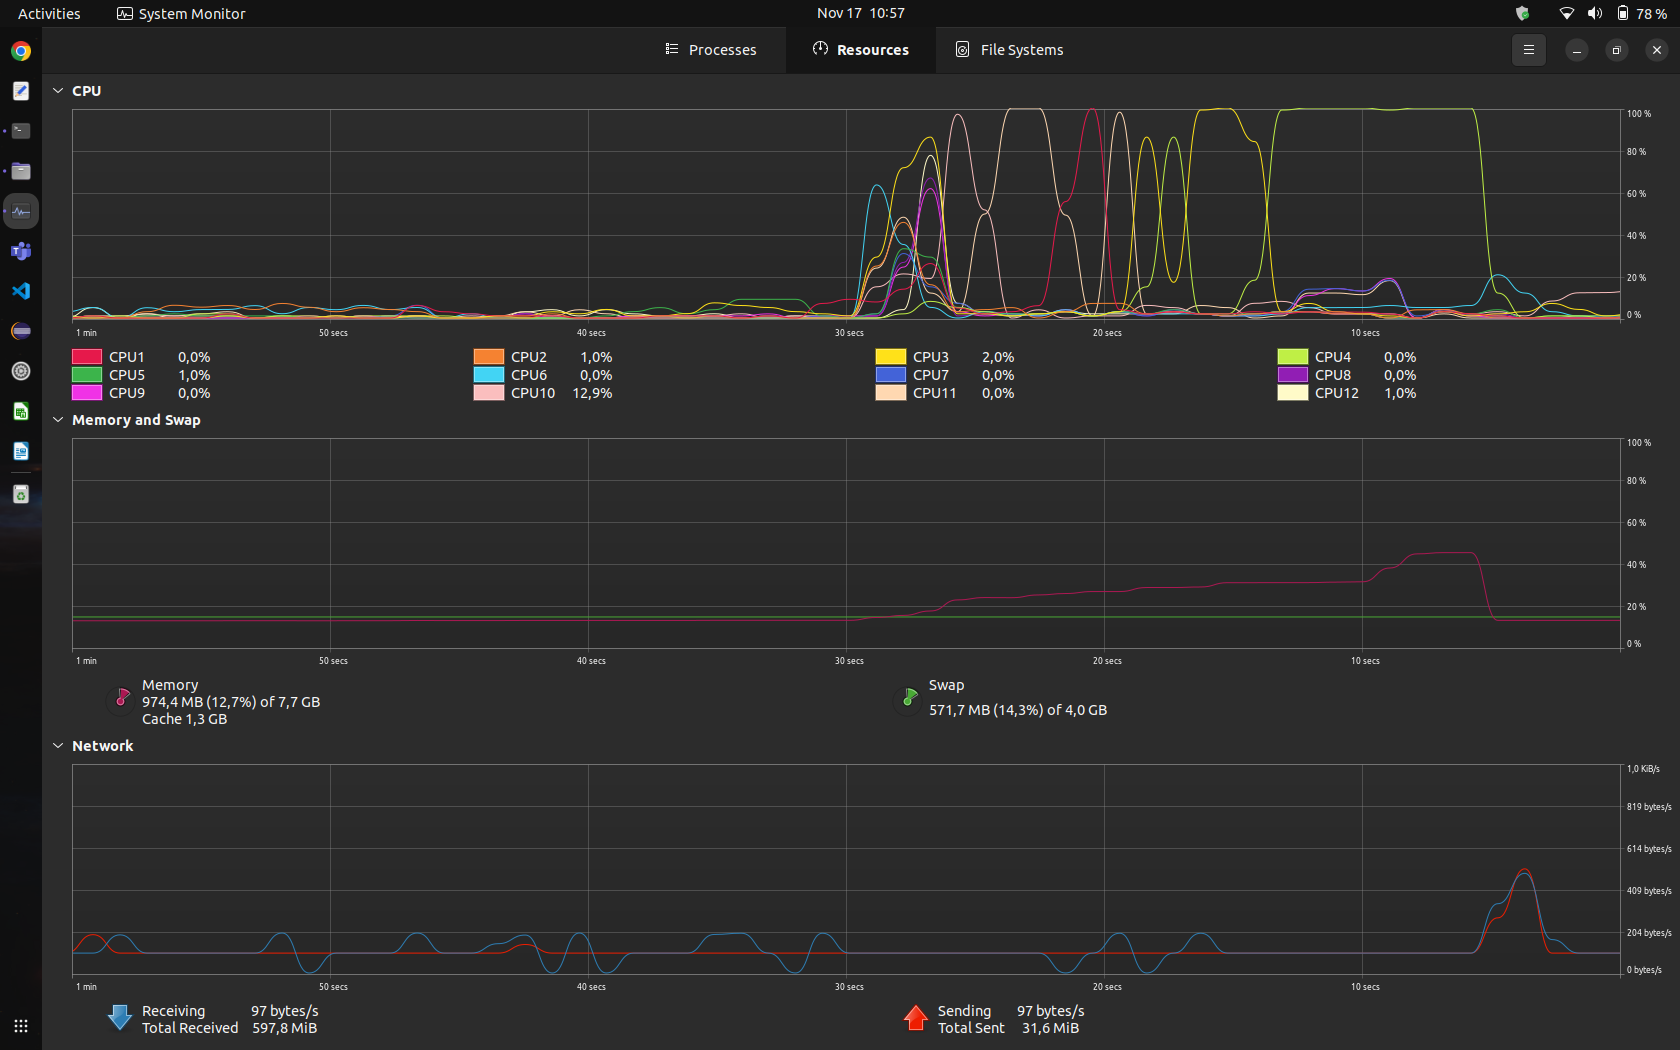 Activities System Monitor Nov 17 10:57 78 %
Processes Resources File Systems
CPU
100 %
80 %
60 %
40 %
20 %
0 %
1 min 50 secs 40 secs 30 secs 20 secs 10 secs
CPU1 0,0% CPU2 1,0% CPU3 2,0% CPU4 0,0%
CPU5 1,0% CPU6 0,0% CPU7 0,0% CPU8 0,0%
CPU9 0,0% CPU10 12,9% CPU11 0,0% CPU12 1,0%
Memory and Swap
100 %
80 %
60 %
40 %
20 %
0 %
1 min 50 secs 40 secs 30 secs 20 secs 10 secs
Memory Swap
974,4 MB (12,7%) of 7,7 GB 571,7 MB (14,3%) of 4,0 GB
Cache 1,3 GB
Network
1,0 KiB/s
819 bytes/s
614 bytes/s
409 bytes/s
204 bytes/s
0 bytes/s
1 min 50 secs 40 secs 30 secs 20 secs 10 secs
Receiving 97 bytes/s Sending 97 bytes/s
Total Received 597,8 MiB Total Sent 31,6 MiB